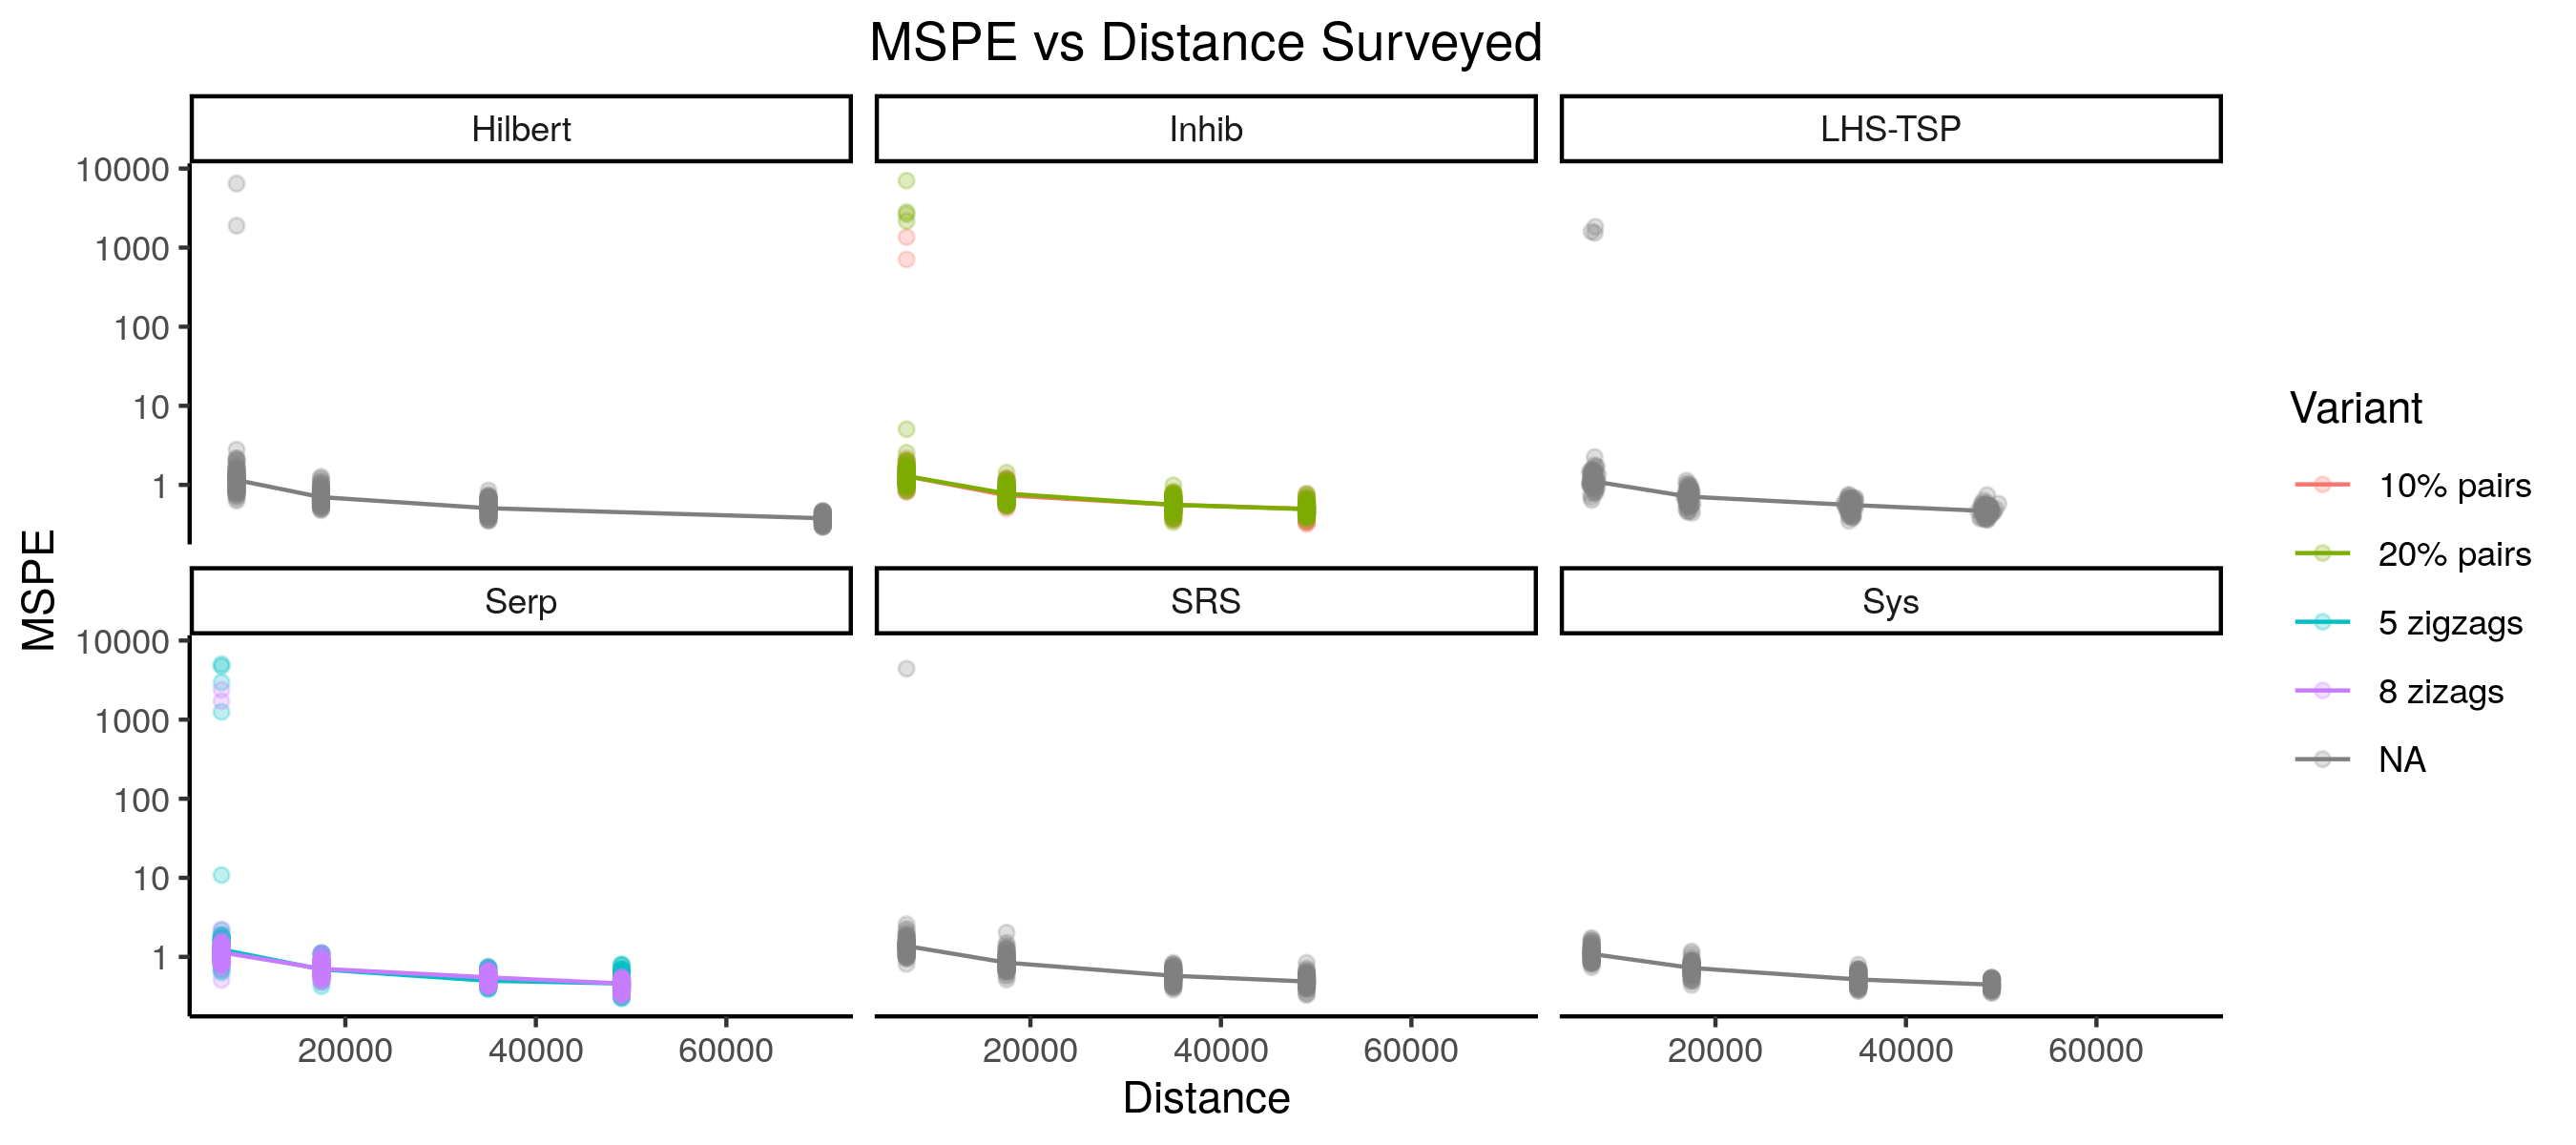 MSPE vs Distance Surveyed
Hilbert
Inhib
LHS-TSP
10000
1000
100
10
1
Serp
SRS
Sys
10000
1000
100
10
1
20000 40000 60000
20000 40000 60000
20000 40000 60000
MSPE
Distance
Variant
10% pairs
20% pairs
5 zigzags
8 zizags
NA